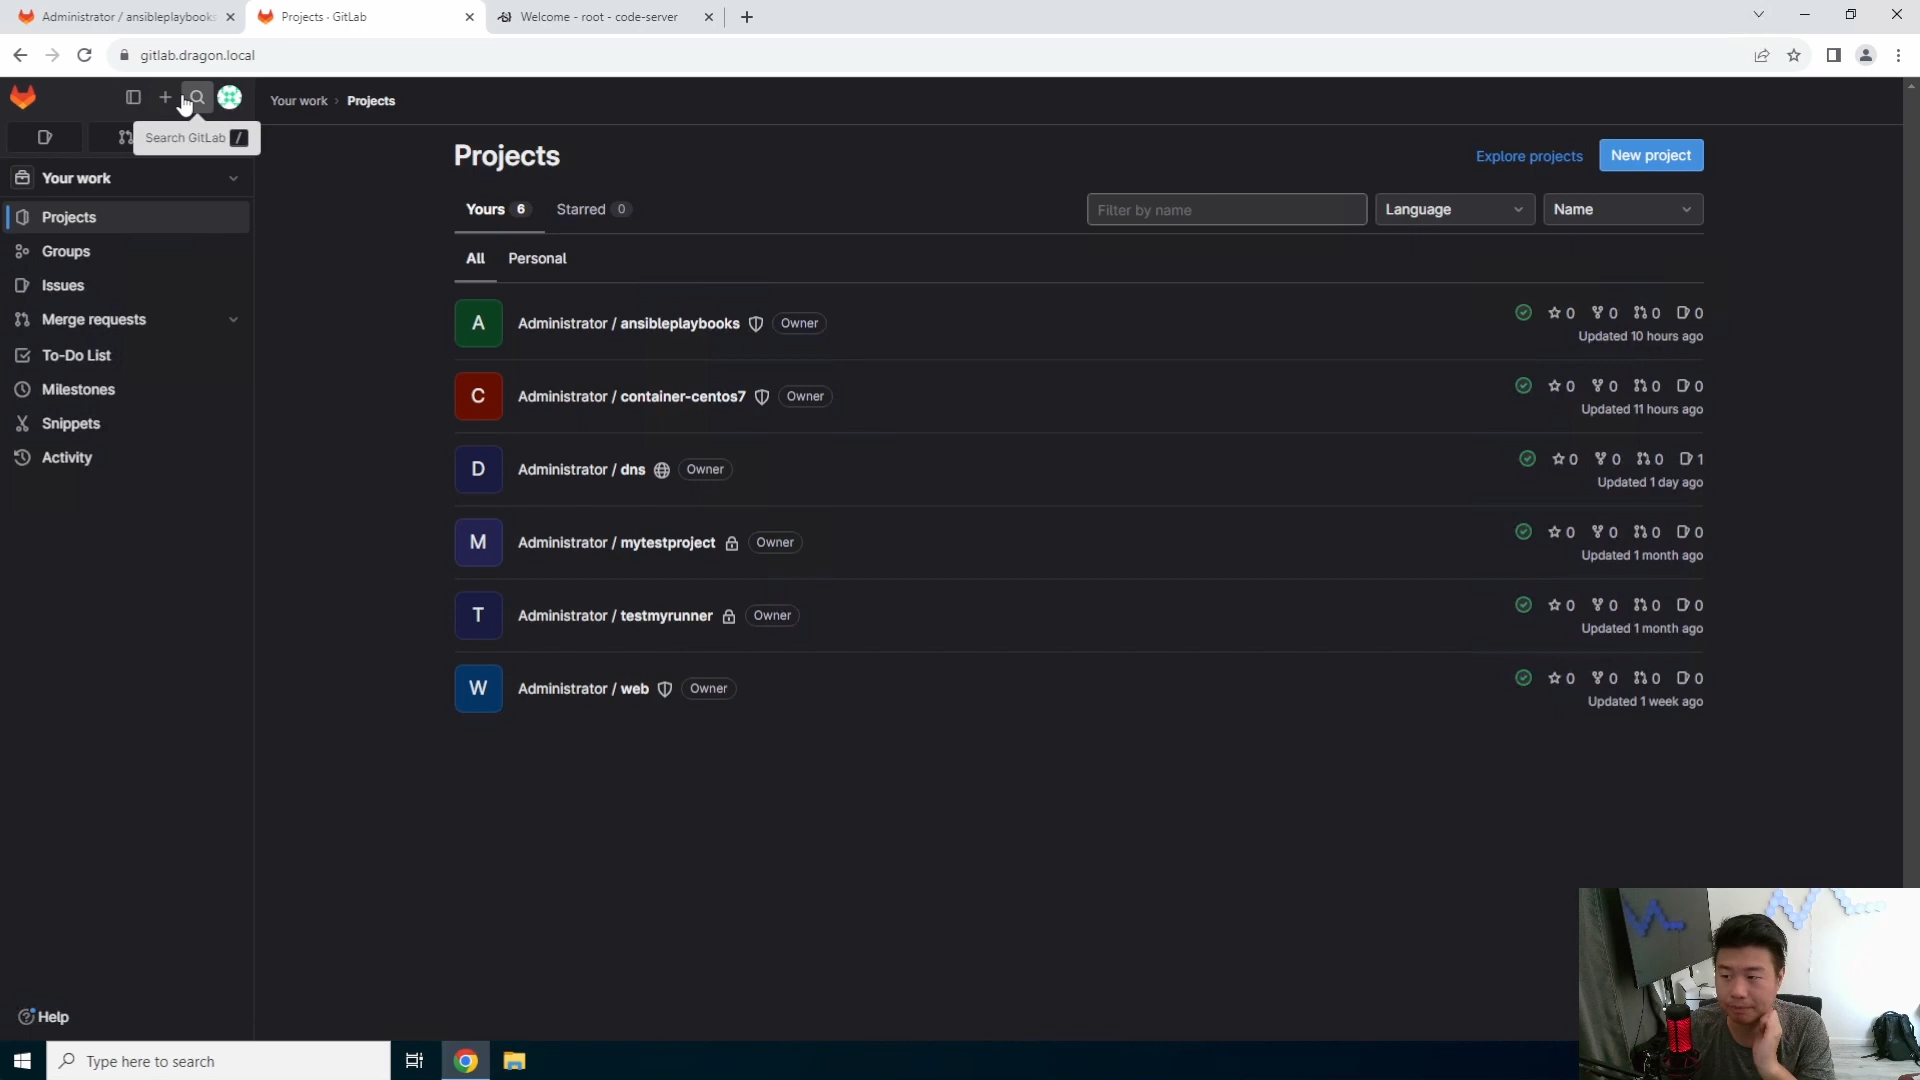 Administrator / ansibleplaybooks
Projects · GitLab
Welcome - root - code-server
gitlab.dragon.local
Your work › Projects
Search GitLab /
Your work
Projects
Groups
Issues
Merge requests
To-Do List
Milestones
Snippets
Activity
Help
Projects
Explore projects
New project
Yours 6
Starred 0
Filter by name
Language
Name
All
Personal
A
Administrator / ansibleplaybooks
Owner
0 0 0 0
Updated 10 hours ago
C
Administrator / container-centos7
Owner
0 0 0 0
Updated 11 hours ago
D
Administrator / dns
Owner
0 0 0 1
Updated 1 day ago
M
Administrator / mytestproject
Owner
0 0 0 0
Updated 1 month ago
T
Administrator / testmyrunner
Owner
0 0 0 0
Updated 1 month ago
W
Administrator / web
Owner
0 0 0 0
Updated 1 week ago
Type here to search